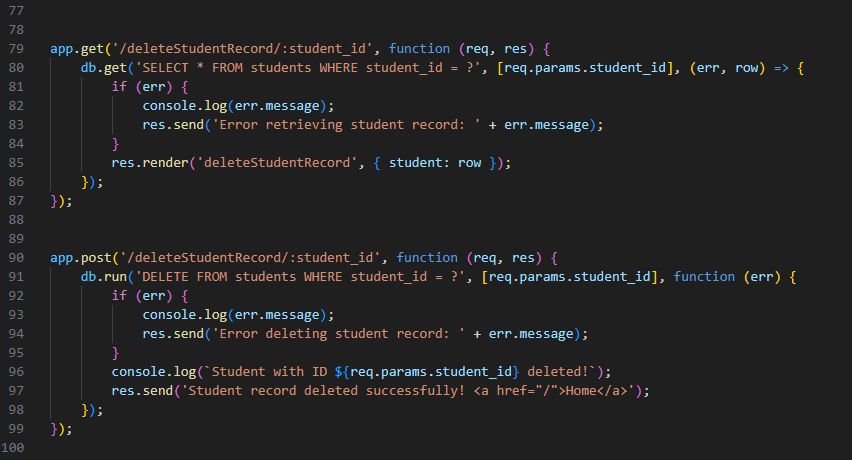 77
78
79 app.get('/deleteStudentRecord/:student_id', function (req, res) {
80     db.get('SELECT * FROM students WHERE student_id = ?', [req.params.student_id], (err, row) => {
81         if (err) {
82             console.log(err.message);
83             res.send('Error retrieving student record: ' + err.message);
84         }
85         res.render('deleteStudentRecord', { student: row });
86     });
87 });
88
89
90 app.post('/deleteStudentRecord/:student_id', function (req, res) {
91     db.run('DELETE FROM students WHERE student_id = ?', [req.params.student_id], function (err) {
92         if (err) {
93             console.log(err.message);
94             res.send('Error deleting student record: ' + err.message);
95         }
96         console.log(`Student with ID ${req.params.student_id} deleted!`);
97         res.send('Student record deleted successfully! <a href="/">Home</a>');
98     });
99 });
100